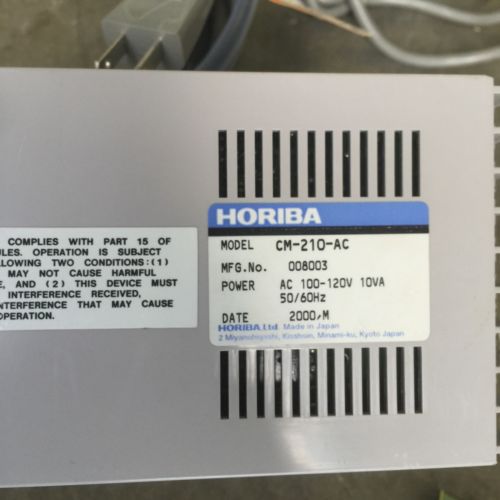 COMPLIES WITH PART 15 OF
ULES. OPERATION IS SUBJECT
LLOWING TWO CONDITIONS:(1)
MAY NOT CAUSE HARMFUL
E, AND (2) THIS DEVICE MUST
INTERFERENCE RECEIVED,
NTERFERENCE THAT MAY CAUSE
OPERATION.
HORIBA
MODEL CM-210-AC
MFG.No. 008003
POWER AC 100-120V 10VA
50/60Hz
DATE 2000,M
HORIBA,Ltd. Made in Japan
2 Miyanohigashi, Kisshoin, Minami-ku, Kyoto Japan